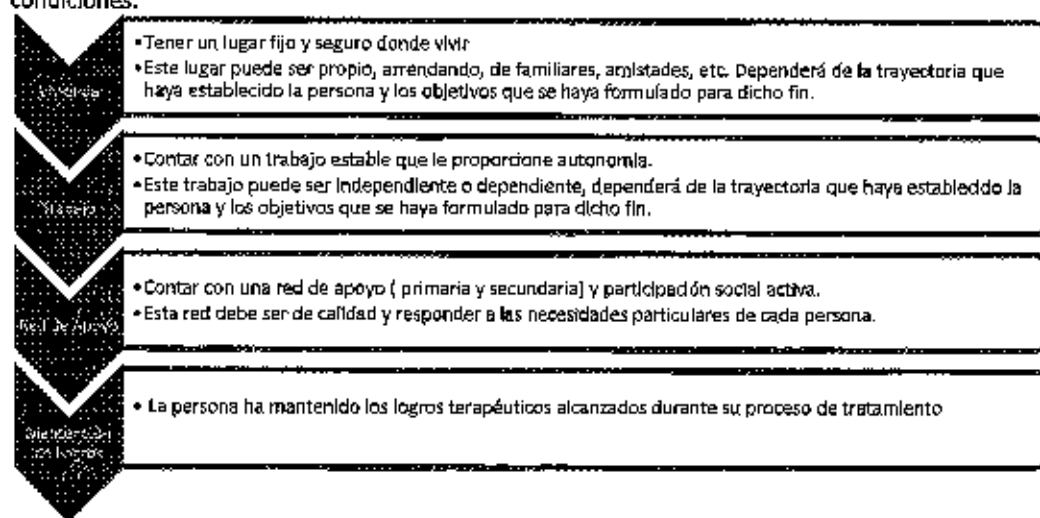 condiciones:
•Tener un lugar fijo y seguro donde vivir
•Este lugar puede ser propio, arrendando, de familiares, amistades, etc. Dependerá de la trayectoria que
haya establecido la persona y los objetivos que se haya formulado para dicho fin.
Trabajo
•Contar con un trabajo estable que le proporcione autonomía.
•Este trabajo puede ser independiente o dependiente, dependerá de la trayectoria que haya establecido la
persona y los objetivos que se haya formulado para dicho fin.
Red de Apoyo
•Contar con una red de apoyo ( primaria y secundaria) y participación social activa.
•Esta red debe ser de calidad y responder a las necesidades particulares de cada persona.
• La persona ha mantenido los logros terapéuticos alcanzados durante su proceso de tratamiento